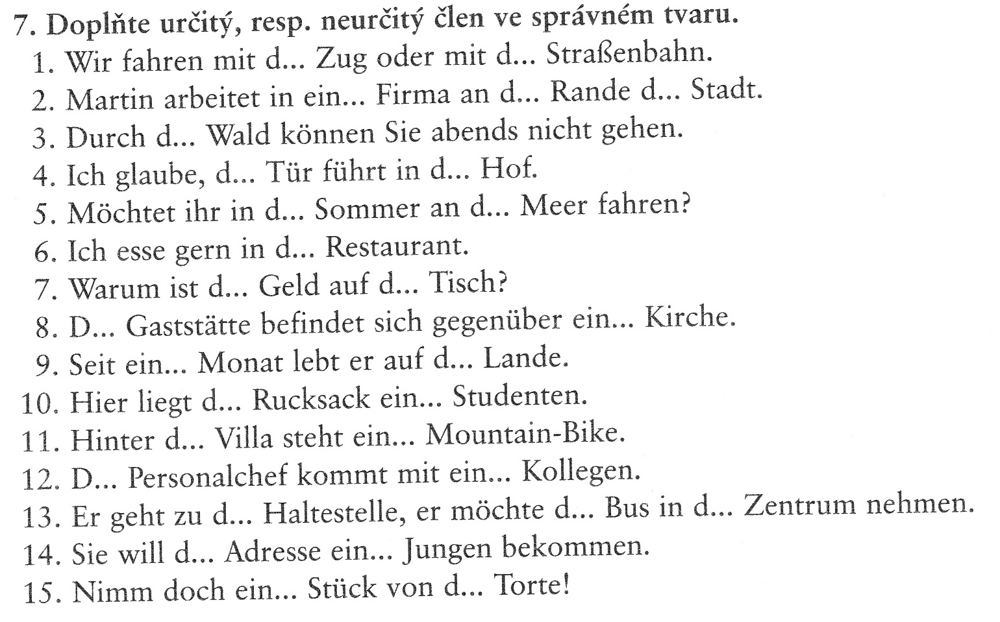 7. Doplňte určitý, resp. neurčitý člen ve správném tvaru.
1. Wir fahren mit d... Zug oder mit d... Straßenbahn.
2. Martin arbeitet in ein... Firma an d... Rande d... Stadt.
3. Durch d... Wald können Sie abends nicht gehen.
4. Ich glaube, d... Tür führt in d... Hof.
5. Möchtet ihr in d... Sommer an d... Meer fahren?
6. Ich esse gern in d... Restaurant.
7. Warum ist d... Geld auf d... Tisch?
8. D... Gaststätte befindet sich gegenüber ein... Kirche.
9. Seit ein... Monat lebt er auf d... Lande.
10. Hier liegt d... Rucksack ein... Studenten.
11. Hinter d... Villa steht ein... Mountain-Bike.
12. D... Personalchef kommt mit ein... Kollegen.
13. Er geht zu d... Haltestelle, er möchte d... Bus in d... Zentrum nehmen.
14. Sie will d... Adresse ein... Jungen bekommen.
15. Nimm doch ein... Stück von d... Torte!